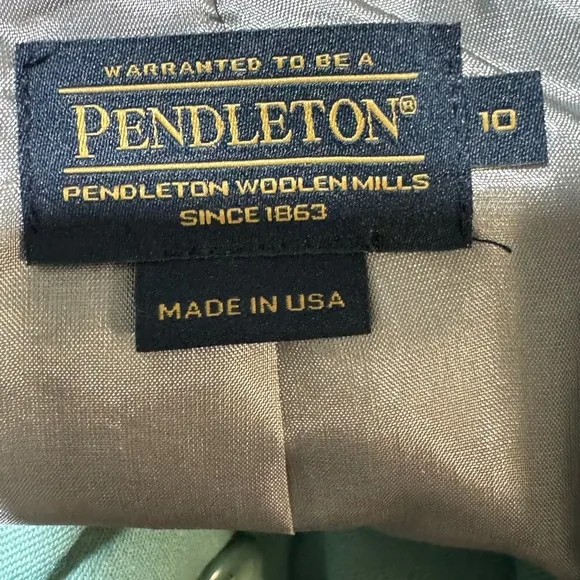 WARRANTED TO BE A
PENDLETON®
10
PENDLETON WOOLEN MILLS
SINCE 1863
MADE IN USA